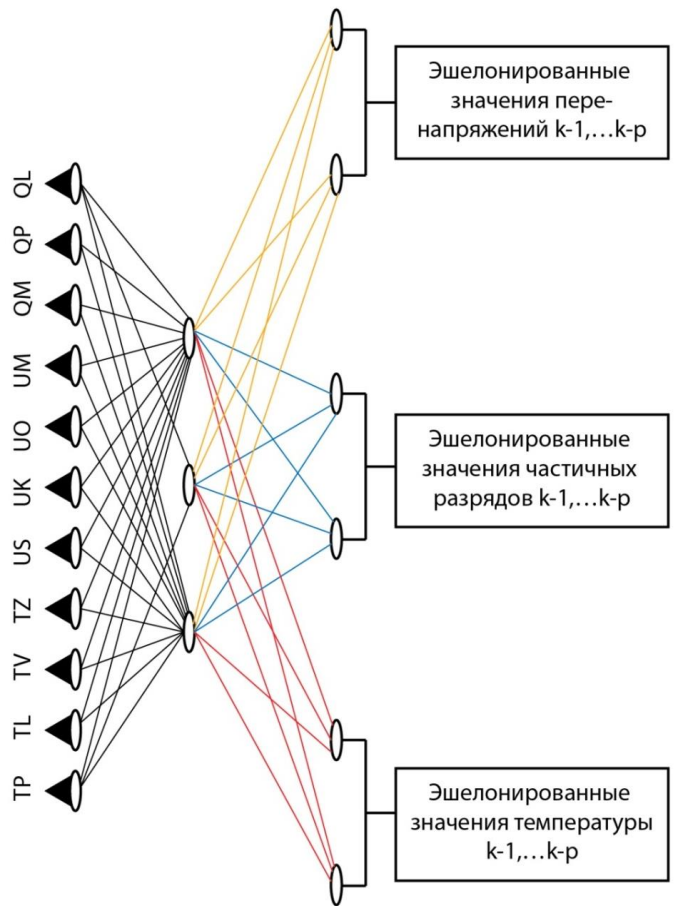 Эшелонированные
значения пере-
напряжений k-1,...k-p
QL
QP
QM
UM
UO
UK
US
TZ
TV
TL
TP
Эшелонированные
значения частичных
разрядов k-1,...k-p
Эшелонированные
значения температуры
k-1,...k-p